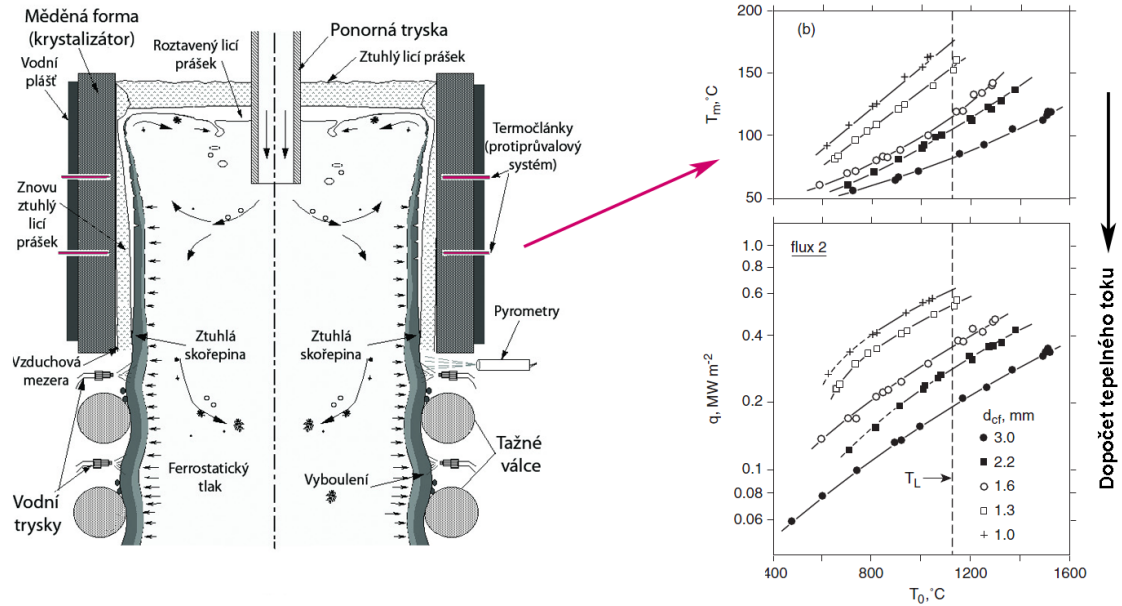 Měděná forma
(krystalizátor)
Vodní
plášť
Roztavený licí
prášek
Ponorná tryska
Ztuhlý licí prášek
Termočlánky
(protiprůvalový
systém)
Znovu
ztuhlý
licí
prášek
Pyrometry
Ztuhlá
skořepina
Ztuhlá
skořepina
Vzduchová
mezera
Tažné
válce
Ferrostatický
tlak
Vyboulení
Vodní
trysky
(b)
200
150
100
50
Tm,°C
flux 2
1.0
0.8
0.6
0.4
0.2
0.1
0.08
0.06
q, MW m-2
TL
dcf, mm
3.0
2.2
1.6
1.3
1.0
400
800
1200
1600
T0,°C
Dopočet tepelného toku